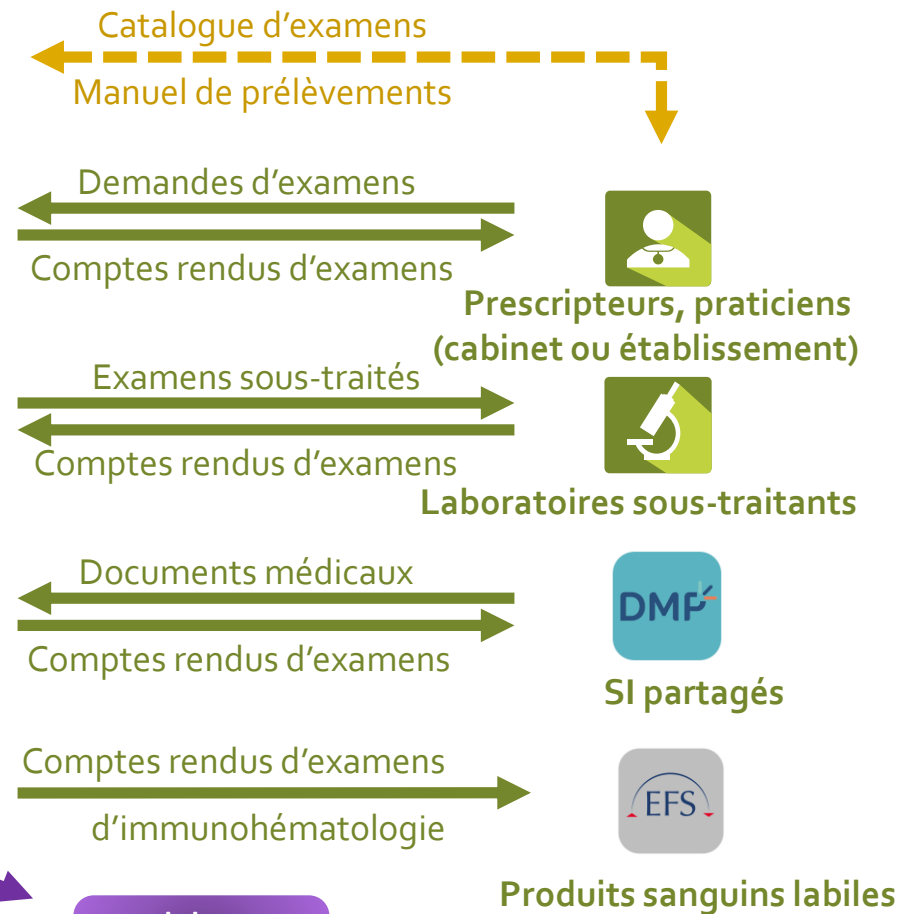 Catalogue d’examens
Manuel de prélèvements
Demandes d’examens
Comptes rendus d’examens
Prescripteurs, praticiens
(cabinet ou établissement)
Examens sous-traités
Comptes rendus d’examens
Laboratoires sous-traitants
Documents médicaux
DMP
Comptes rendus d’examens
SI partagés
Comptes rendus d’examens
EFS
d’immunohématologie
Produits sanguins labiles